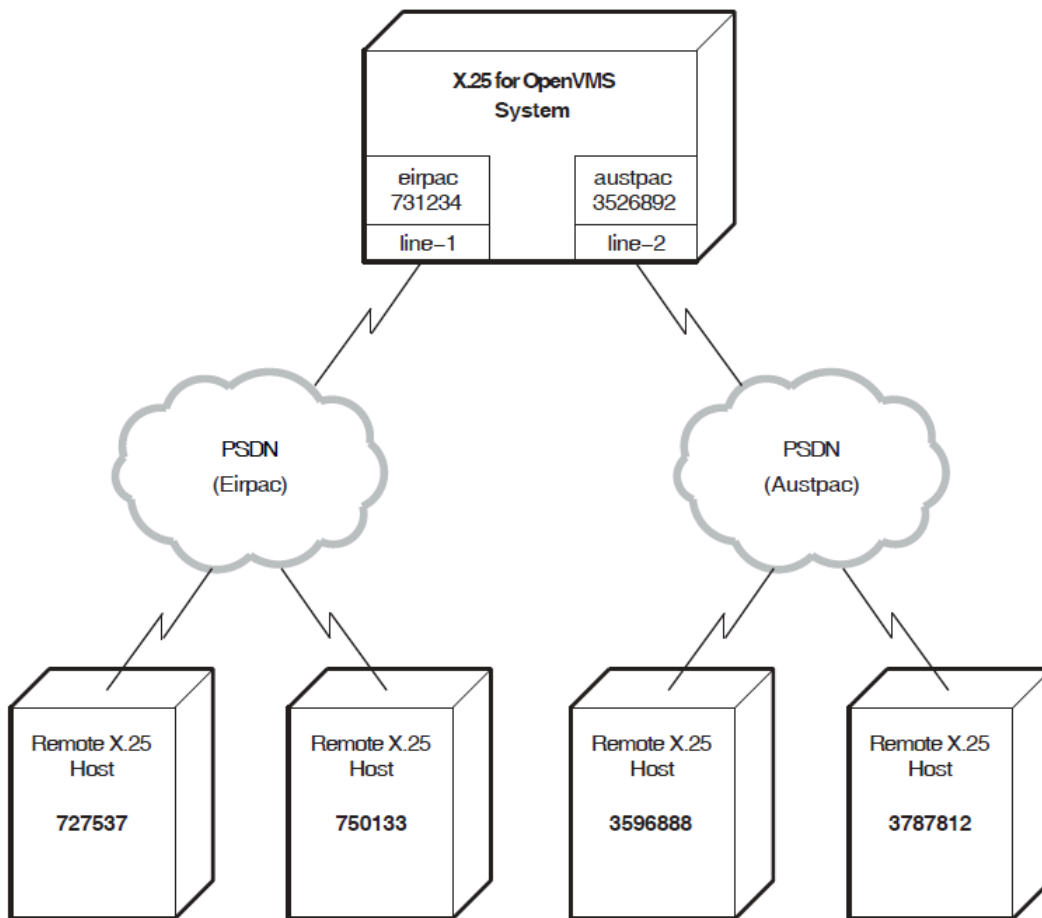 X.25 for OpenVMS
System
eirpac
731234
line-1
austpac
3526892
line-2
PSDN
(Eirpac)
PSDN
(Austpac)
Remote X.25
Host
727537
Remote X.25
Host
750133
Remote X.25
Host
3596888
Remote X.25
Host
3787812